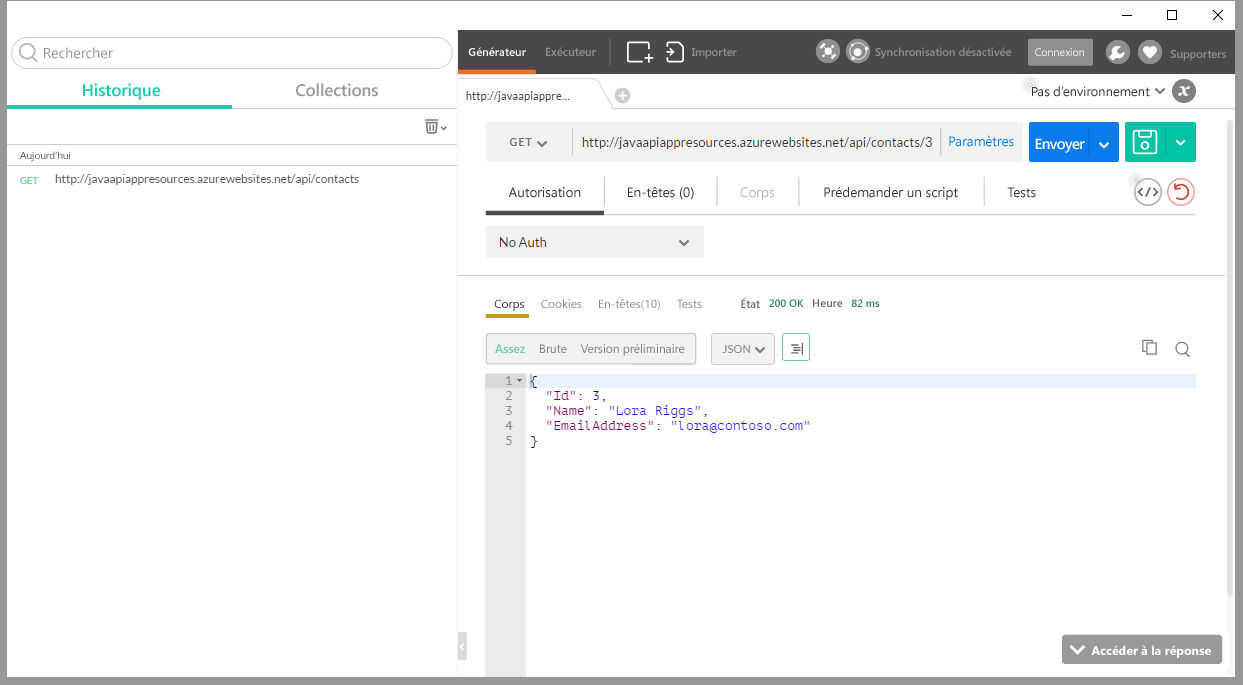 Rechercher
Historique Collections
Aujourd'hui
GET http://javaapiappresources.azurewebsites.net/api/contacts
Générateur Exécuteur Importer Synchronisation désactivée Connexion Supporters
http://javaapiappre... Pas d'environnement x
GET http://javaapiappresources.azurewebsites.net/api/contacts/3 Paramètres Envoyer
Autorisation En-têtes (0) Corps Prédemander un script Tests </>
No Auth
Corps Cookies En-têtes(10) Tests État 200 OK Heure 82 ms
Assez Brute Version préliminaire JSON
1 {
2 "Id": 3,
3 "Name": "Lora Riggs",
4 "EmailAddress": "lora@contoso.com"
5 }
Accéder à la réponse